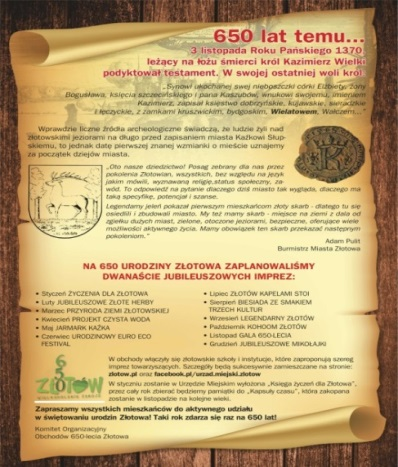 650 lat temu...
3 listopada Roku Pańskiego 1370,
leżący na łożu śmierci król Kazimierz Wielki
podyktował testament. W swojej ostatniej woli król
„Synowi ukochanej swej nieboszczki córki Elżbiety, żony
Bogusława, księcia szczecińskiego i pana Kaszubów, wnukowi swojemu, imieniem
Kazimierz, zapisał księstwo dobrzyńskie, kujawskie, sieradzkie
i łęczyckie, z zamkami kruszwickim, bydgoskim, Wielatowem, Wałczem..."
Wprawdzie liczne źródła archeologiczne świadczą, że ludzie żyli nad
złotowskimi jeziorami na długo przed zapisaniem miasta Kaźkowi Słup-
skiemu, to jednak datę pierwszej znanej wzmianki o mieście uznajemy
za początek dziejów miasta.
„Oto nasze dziedzictwo! Posag zebrany dla nas przez
pokolenia Złotowian, wszystkich, bez względu na język
jakim mówili, wyznawaną religię, status społeczny, za-
wód. To odpowiedź na pytanie dlaczego dziś miasto tak wygląda, dlaczego ma
taką specyfikę, potencjał i szanse.
Legendarny jeleń pokazał pierwszym mieszkańcom złoty skarb - dlatego tu się
osiedlili i zbudowali miasto. My też mamy skarb - miejsce na ziemi z dala od
zgiełku dużych miast, zielone, otoczone jeziorami, bezpieczne, oferujące wiele
możliwości aktywnego życia. Mamy obowiązek ten skarb przekazać następnym
pokoleniom."
Adam Pulit
Burmistrz Miasta Złotowa
NA 650 URODZINY ZŁOTOWA ZAPLANOWALIŚMY
DWANAŚCIE JUBILEUSZOWYCH IMPREZ:
• Styczeń ŻYCZENIA DLA ZŁOTOWA
• Luty JUBILEUSZOWE ZŁOTE HERBY
• Marzec PRZYRODA ZIEMI ZŁOTOWSKIEJ
• Kwiecień PROJEKT CZYSTA WODA
• Maj JARMARK KAŹKA
• Czerwiec URODZINOWY EURO ECO
FESTIVAL
• Lipiec ZŁOTÓW KAPELAMI STOI
• Sierpień BIESIADA ZE SMAKIEM
TRZECH KULTUR
• Wrzesień LEGENDARNY ZŁOTÓW
• Październik KOHOOM ZŁOTÓW
• Listopad GALA 650-LECIA
• Grudzień JUBILEUSZOWE MIKOŁAJKI
650
ZŁOTÓW
W obchody włączyły się złotowskie szkoły i instytucje, które zaproponują szereg
imprez towarzyszących. Szczegóły będą sukcesywnie zamieszczane na stronie:
zlotow.pl oraz facebook.pl/urzad.miejski.zlotow
W styczniu zostanie w Urzędzie Miejskim wyłożona „Księga życzeń dla Złotowa",
przez cały rok zbierać będziemy pamiątki do „Kapsuły czasu", która zakopana
zostanie w listopadzie na kolejne wieki.
Zapraszamy wszystkich mieszkańców do aktywnego udziału
w świętowaniu urodzin Złotowa! Taki rok zdarza się raz na 650 lat!
Komitet Organizacyjny
Obchodów 650-lecia Złotowa